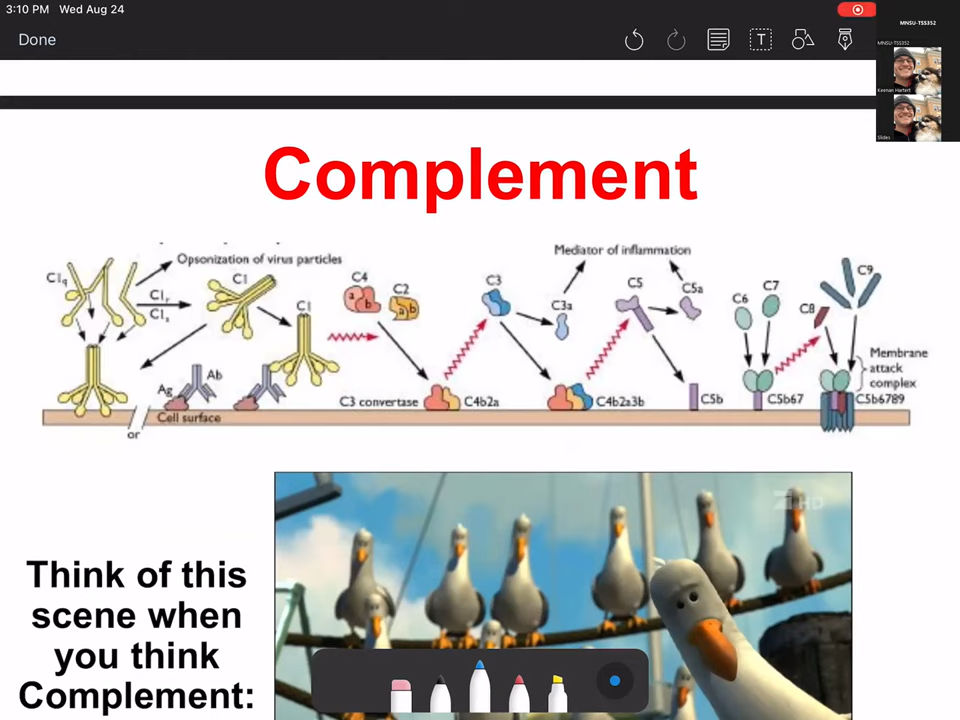 3:10 PM Wed Aug 24
Done
T
MNSU-TSS352
MNSU-TSS352
Keenan Hartert
Slides
Complement
Mediator of inflammation
Opsonization of virus particles
C1q
C1
C1r
C1s
C1
C4
a
b
C2
a
b
C3
C3a
C5
C5a
C6
C7
C8
C9
Ag
Ab
Membrane
attack
complex
C3 convertase
C4b2a
C4b2a3b
C5b
C5b67
C5b6789
Cell surface
or
HD
Think of this
scene when
you think
Complement: